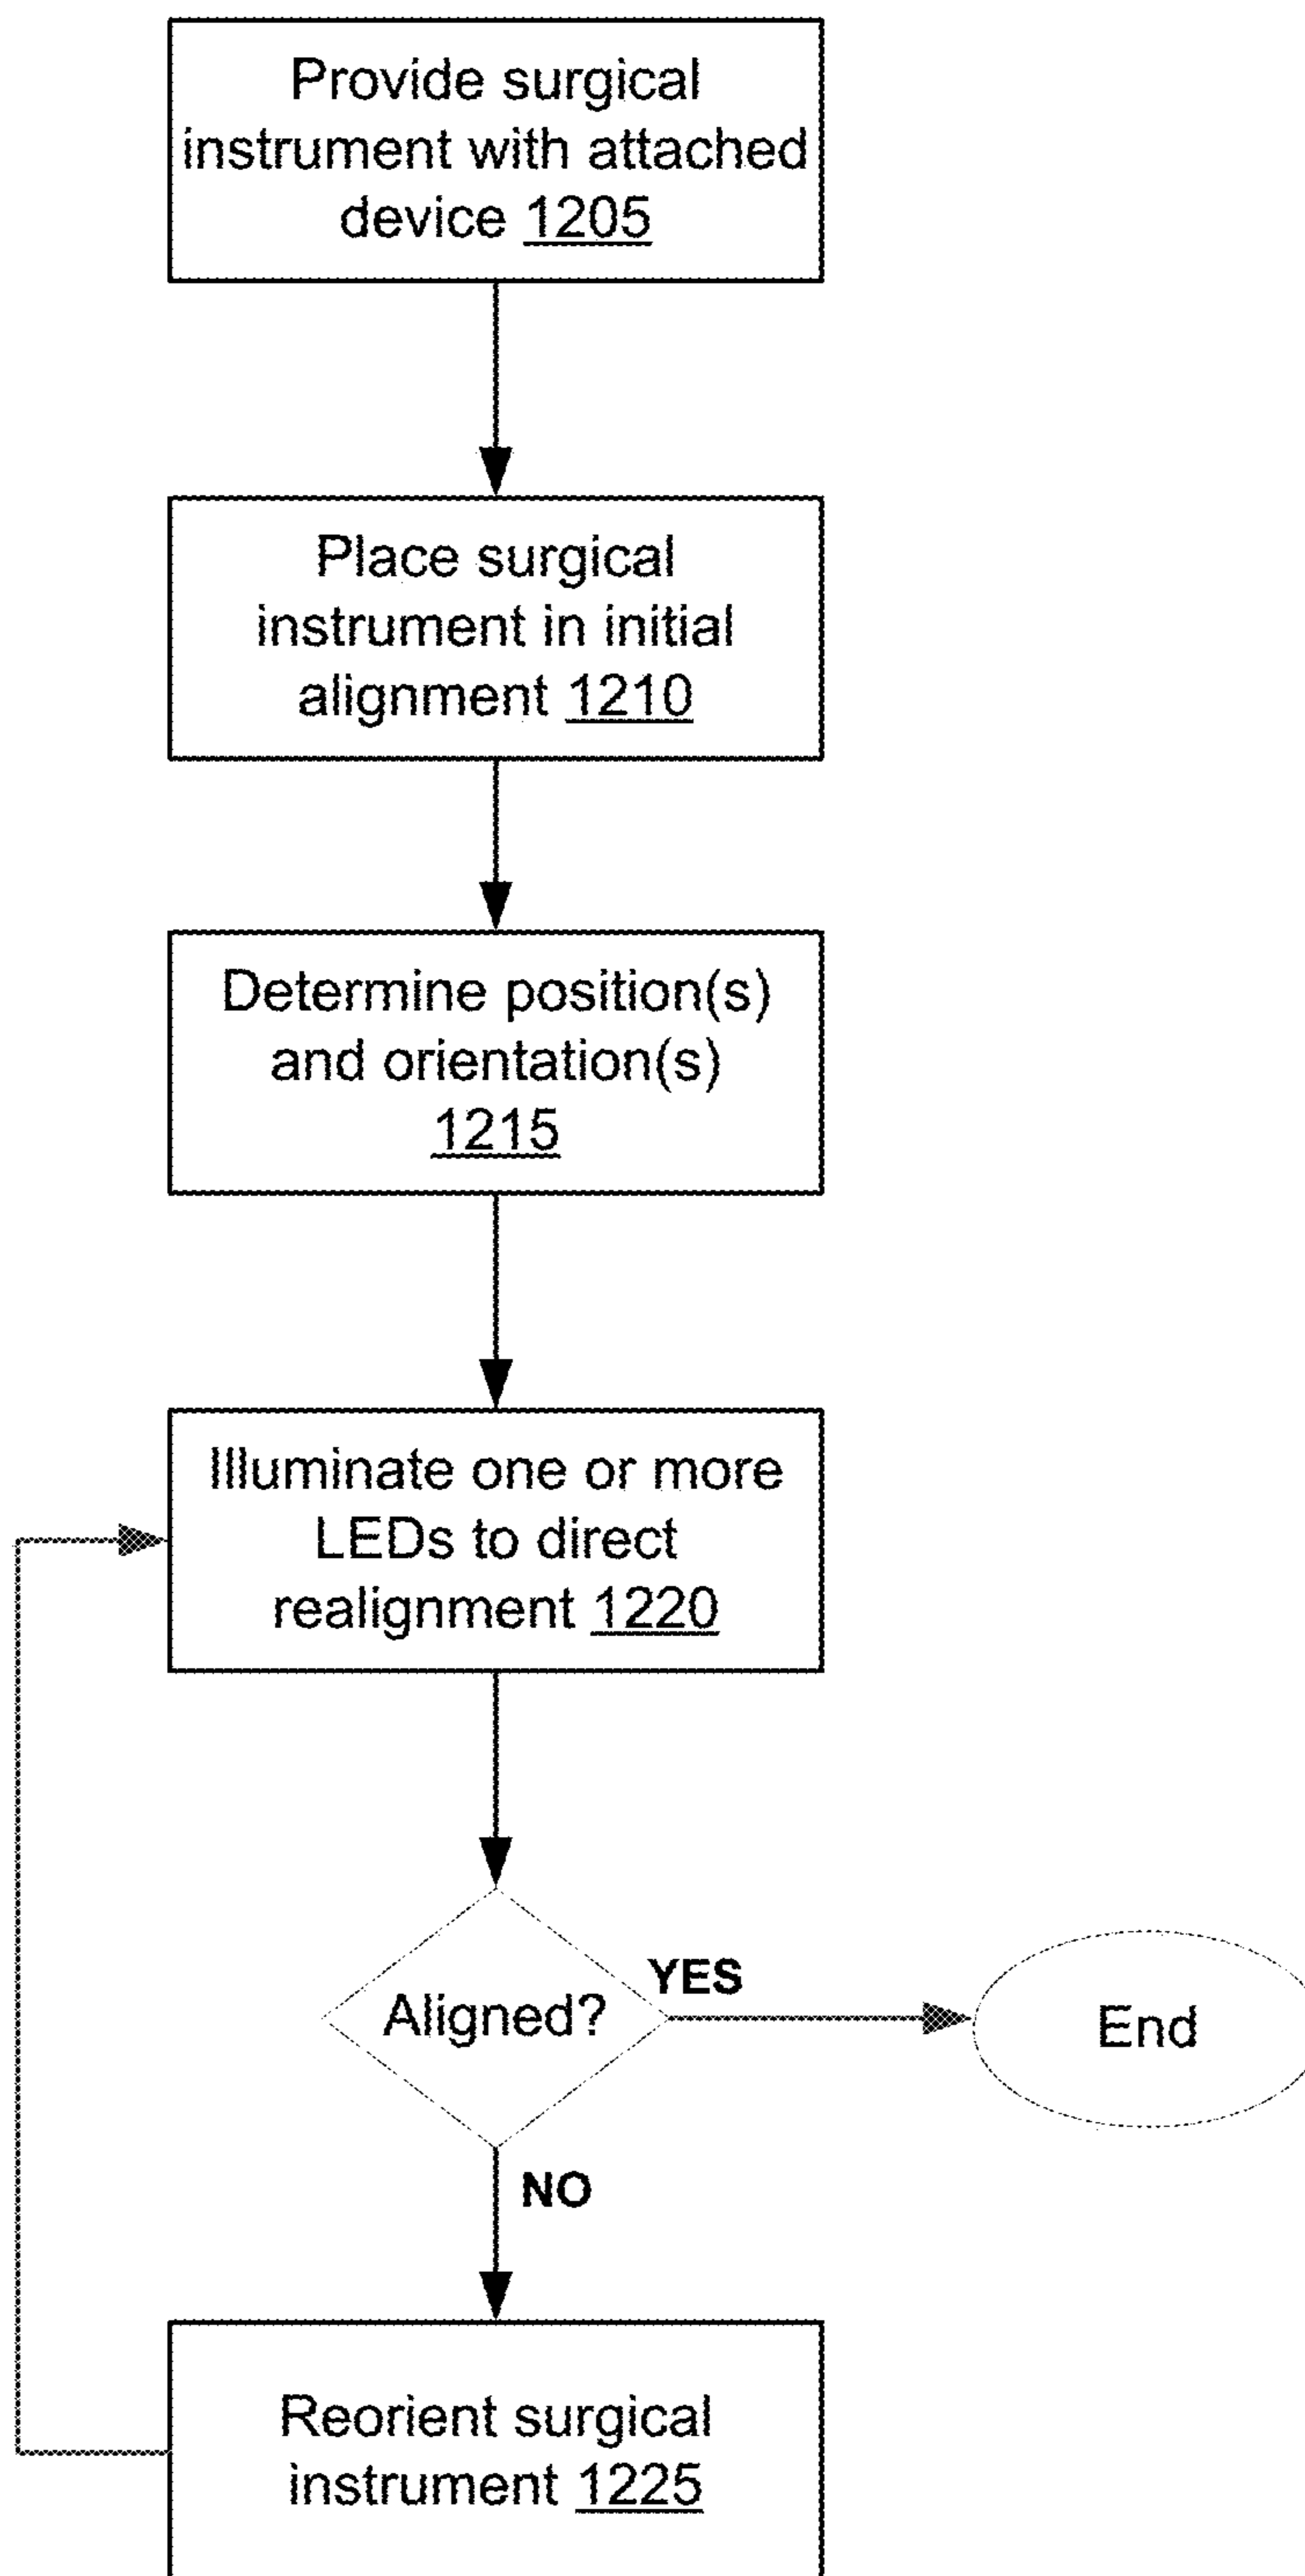 Provide surgical
instrument with attached
device 1205
Place surgical
instrument in initial
alignment 1210
Determine position(s)
and orientation(s)
1215
Illuminate one or more
LEDs to direct
realignment 1220
Aligned?
YES
End
NO
Reorient surgical
instrument 1225